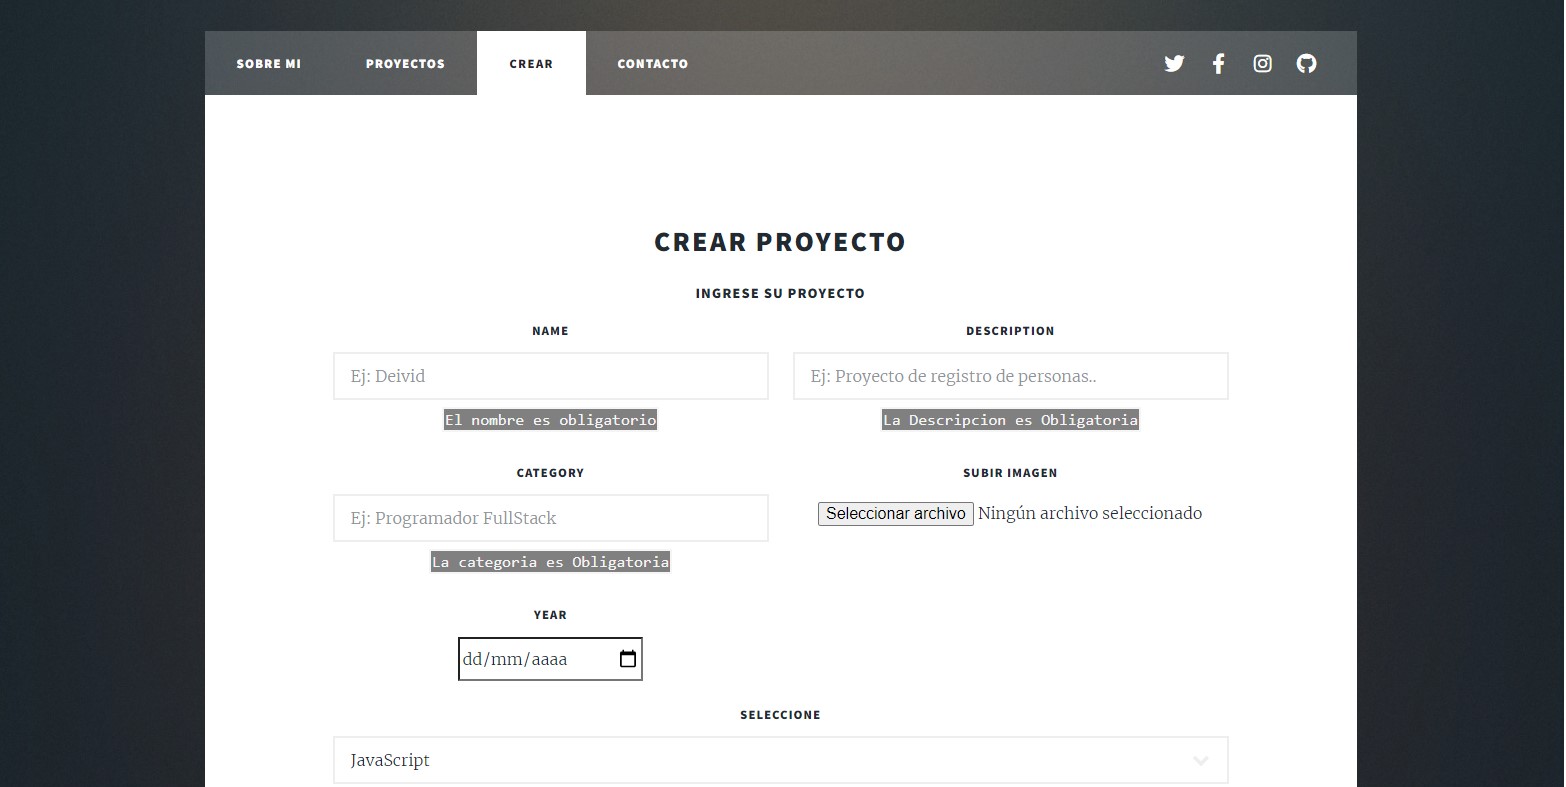 SOBRE MI PROYECTOS CREAR CONTACTO
CREAR PROYECTO
INGRESE SU PROYECTO
NAME
Ej: Deivid
El nombre es obligatorio
DESCRIPTION
Ej: Proyecto de registro de personas..
La Descripcion es Obligatoria
CATEGORY
Ej: Programador FullStack
La categoria es Obligatoria
SUBIR IMAGEN
Seleccionar archivo Ningún archivo seleccionado
YEAR
dd/mm/aaaa
SELECCIONE
JavaScript